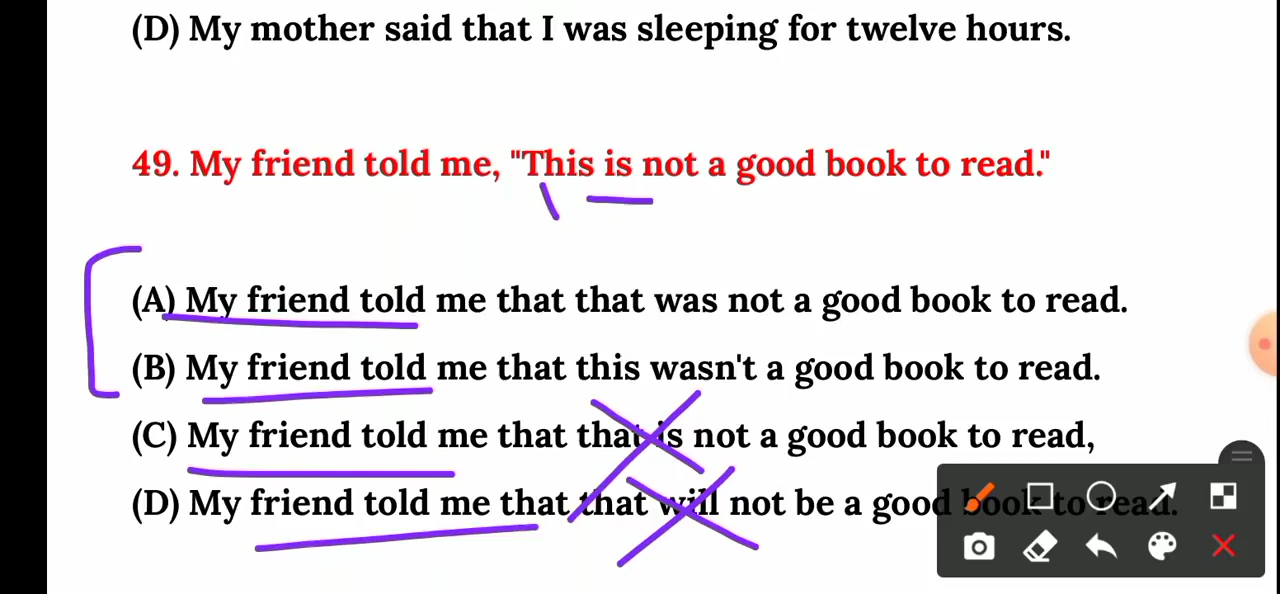 (D) My mother said that I was sleeping for twelve hours.
49. My friend told me, "This is not a good book to read."
(A) My friend told me that that was not a good book to read.
(B) My friend told me that this wasn't a good book to read.
(C) My friend told me that that is not a good book to read,
(D) My friend told me that that will not be a good book to read.